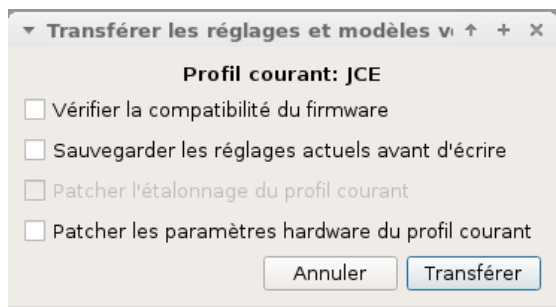 Transférer les réglages et modèles
Profil courant: JCE
Vérifier la compatibilité du firmware
Sauvegarder les réglages actuels avant d'écrire
Patcher l'étalonnage du profil courant
Patcher les paramètres hardware du profil courant
Annuler Transférer